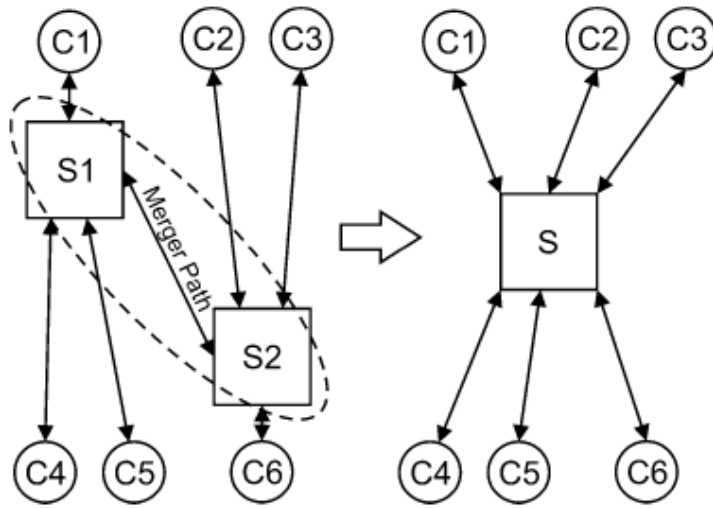 C1 C2 C3 C1 C2 C3
S1
Merger Path
S
S2
C4 C5 C6 C4 C5 C6